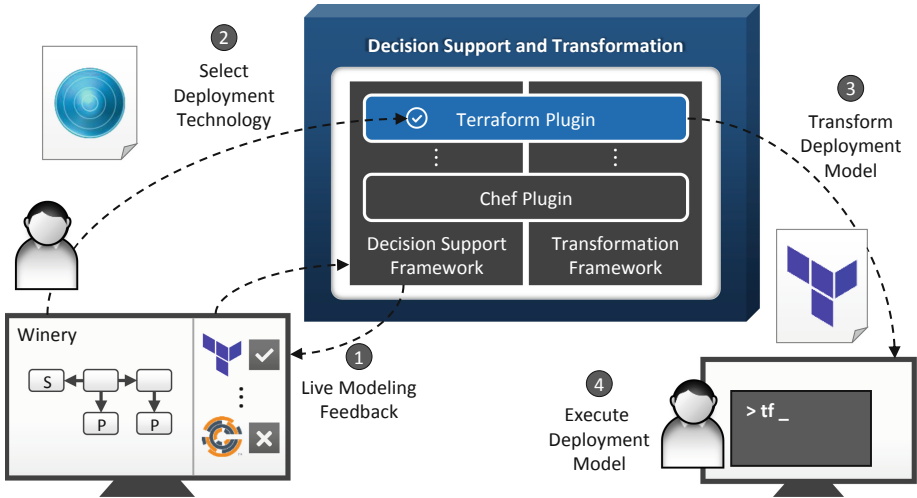 2
Select
Deployment
Technology
Decision Support and Transformation
Terraform Plugin
Chef Plugin
Decision Support
Framework
Transformation
Framework
3
Transform
Deployment
Model
Winery
S
P
P
1
Live Modeling
Feedback
4
Execute
Deployment
Model
> tf _